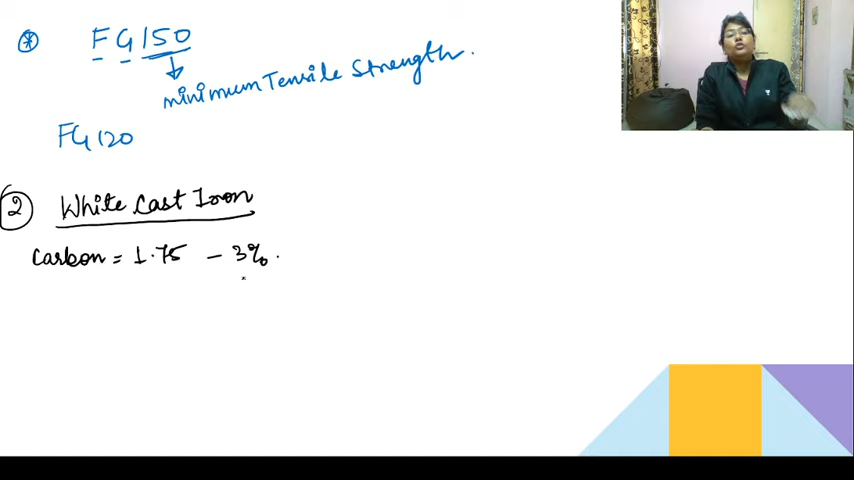 * FG150
minimum Tensile Strength.
FG120
2 White Cast Iron
Carbon = 1.75 - 3%.